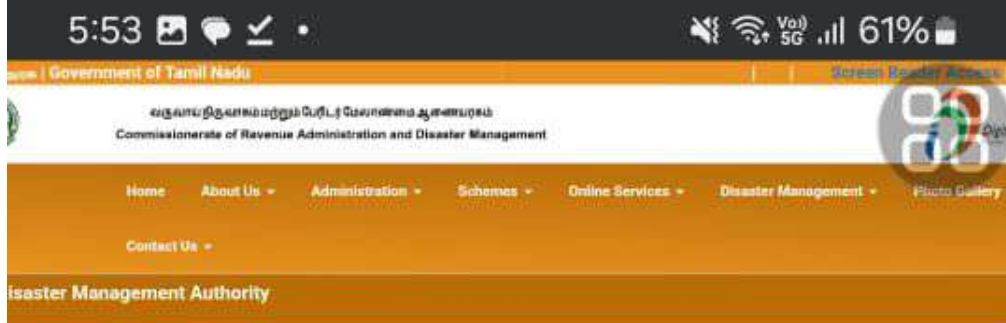 5:53 Vo)) 5G 61%
| Government of Tamil Nadu | | Screen Reader Access
வருவாய் நிருவாகம் மற்றும் பேரிடர் மேலாண்மை ஆணையரகம்
Commissionerate of Revenue Administration and Disaster Management
Home About Us Administration Schemes Online Services Disaster Management Photo Gallery
Contact Us
isaster Management Authority